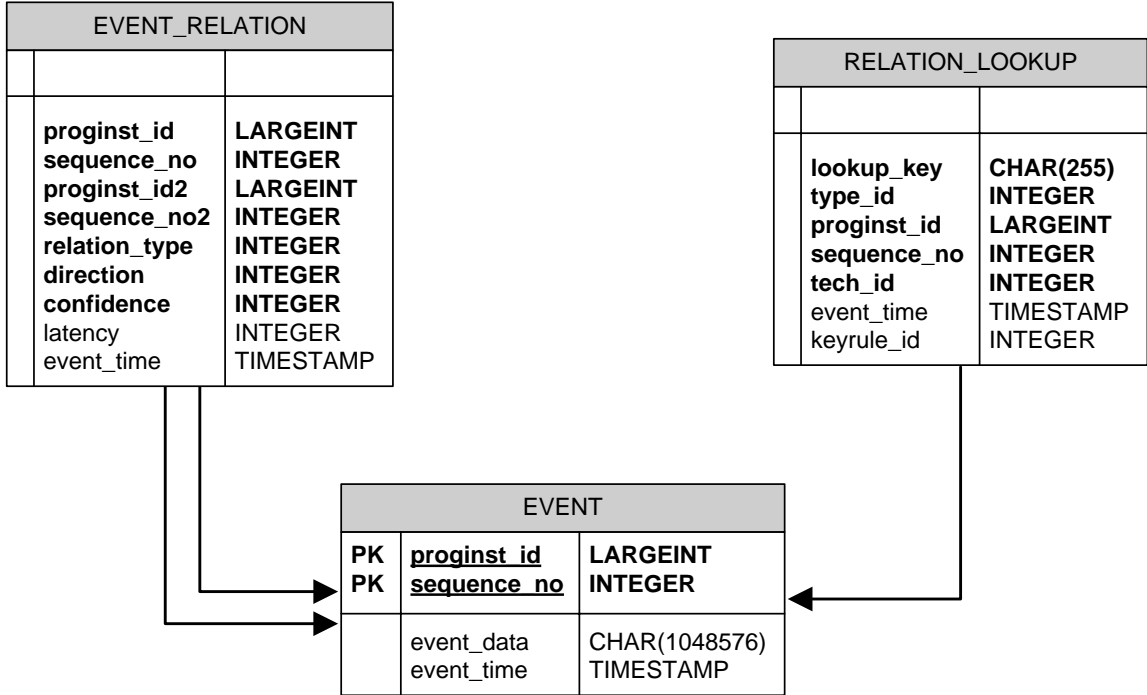 EVENT_RELATION
proginst_id LARGEINT
sequence_no INTEGER
proginst_id2 LARGEINT
sequence_no2 INTEGER
relation_type INTEGER
direction INTEGER
confidence INTEGER
latency INTEGER
event_time TIMESTAMP
RELATION_LOOKUP
lookup_key CHAR(255)
type_id INTEGER
proginst_id LARGEINT
sequence_no INTEGER
tech_id INTEGER
event_time TIMESTAMP
keyrule_id INTEGER
EVENT
PK proginst_id LARGEINT
PK sequence_no INTEGER
event_data CHAR(1048576)
event_time TIMESTAMP